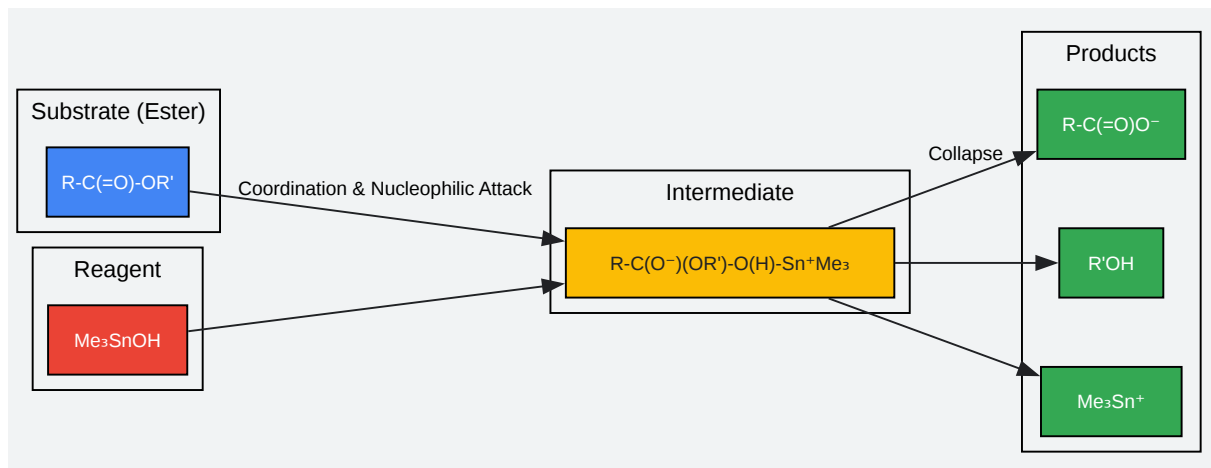 Substrate (Ester)
R-C(=O)-OR'
Reagent
Me₃SnOH
Coordination & Nucleophilic Attack
Intermediate
R-C(O⁻)(OR')-O(H)-Sn⁺Me₃
Collapse
Products
R-C(=O)O⁻
R'OH
Me₃Sn⁺